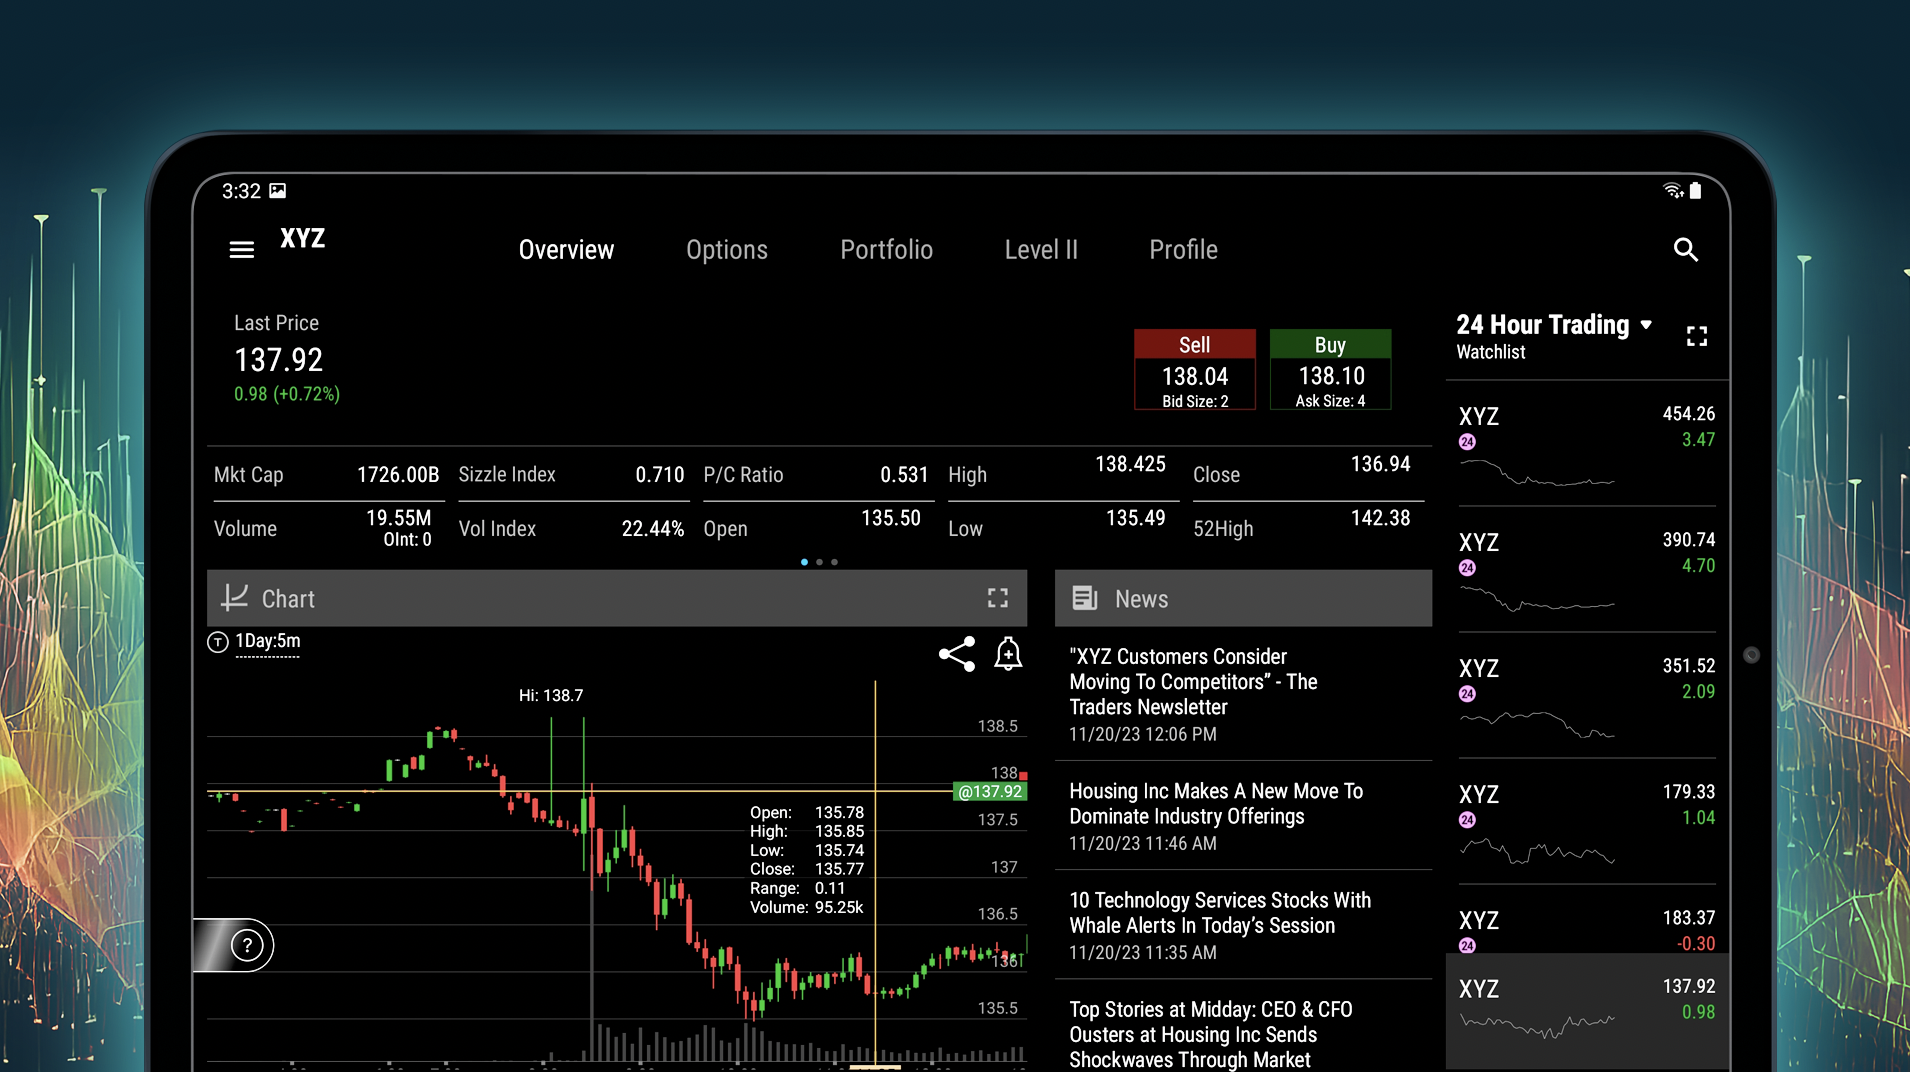 3:32
XYZ
Overview
Options
Portfolio
Level II
Profile
Last Price
137.92
0.98 (+0.72%)
Sell
138.04
Bid Size: 2
Buy
138.10
Ask Size: 4
Mkt Cap 1726.00B
Sizzle Index 0.710
P/C Ratio 0.531
High 138.425
Close 136.94
Volume 19.55M
OInt: 0
Vol Index 22.44%
Open 135.50
Low 135.49
52High 142.38
Chart
T 1Day:5m
Hi: 138.7
138.5
138
@137.92
137.5
137
136.5
136
135.5
Open: 135.78
High: 135.85
Low: 135.74
Close: 135.77
Range: 0.11
Volume: 95.25k
?
News
"XYZ Customers Consider
Moving To Competitors” - The
Traders Newsletter
11/20/23 12:06 PM
Housing Inc Makes A New Move To
Dominate Industry Offerings
11/20/23 11:46 AM
10 Technology Services Stocks With
Whale Alerts In Today’s Session
11/20/23 11:35 AM
Top Stories at Midday: CEO & CFO
Ousters at Housing Inc Sends
Shockwaves Through Market
24 Hour Trading
Watchlist
XYZ 454.26
24 3.47
XYZ 390.74
24 4.70
XYZ 351.52
24 2.09
XYZ 179.33
24 1.04
XYZ 183.37
24 -0.30
XYZ 137.92
0.98